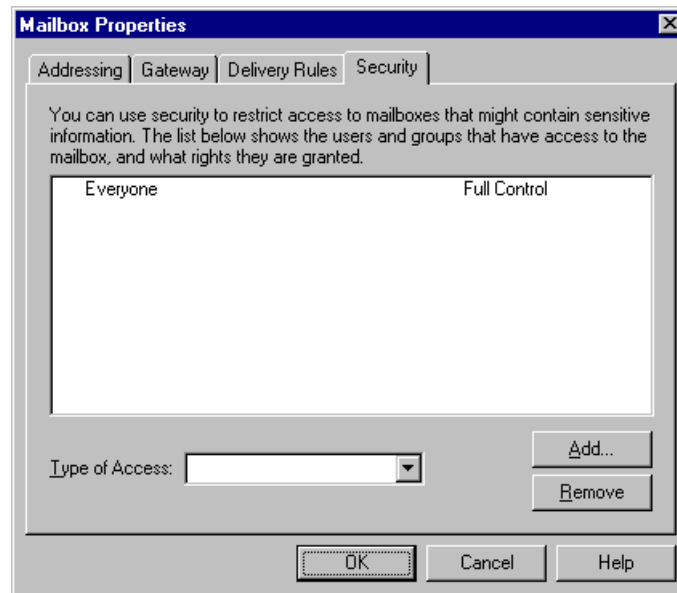 Mailbox Properties
Addressing Gateway Delivery Rules Security
You can use security to restrict access to mailboxes that might contain sensitive
information. The list below shows the users and groups that have access to the
mailbox, and what rights they are granted.
Everyone Full Control
Add...
Type of Access:
Remove
OK Cancel Help